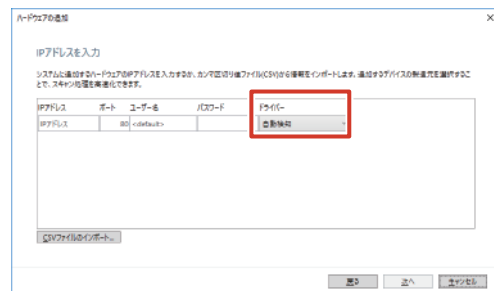 ハードウェアの追加
IPアドレスを入力
システムに追加するハードウェアのIPアドレスを入力するか、カンマ区切り値ファイル(CSV)から情報をインポートします。追加するデバイスの製造元を選択するこ
とで、スキャン処理を高速化できます。
IPアドレス ポート ユーザー名 パスワード ドライバー
IPアドレス 80 <default> 自動検知
CSVファイルのインポート...
戻る 次へ キャンセル